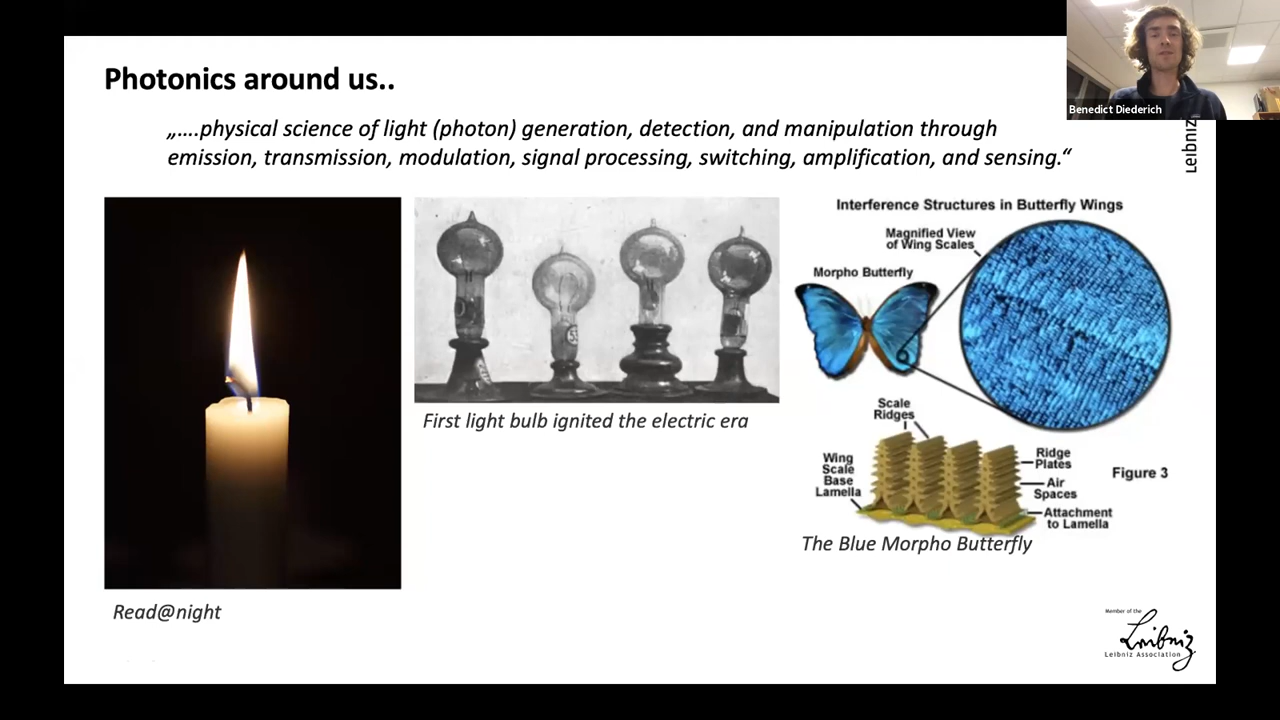 Photonics around us..
„….physical science of light (photon) generation, detection, and manipulation through
emission, transmission, modulation, signal processing, switching, amplification, and sensing.“
Benedict Diederich
Leibniz
Read@night
First light bulb ignited the electric era
Interference Structures in Butterfly Wings
Magnified View
of Wing Scales
Morpho Butterfly
Scale
Ridges
Wing
Scale
Base
Lamella
Ridge
Plates
Air
Spaces
Attachment
to Lamella
Figure 3
The Blue Morpho Butterfly
Member of the
Leibniz
Leibniz Association